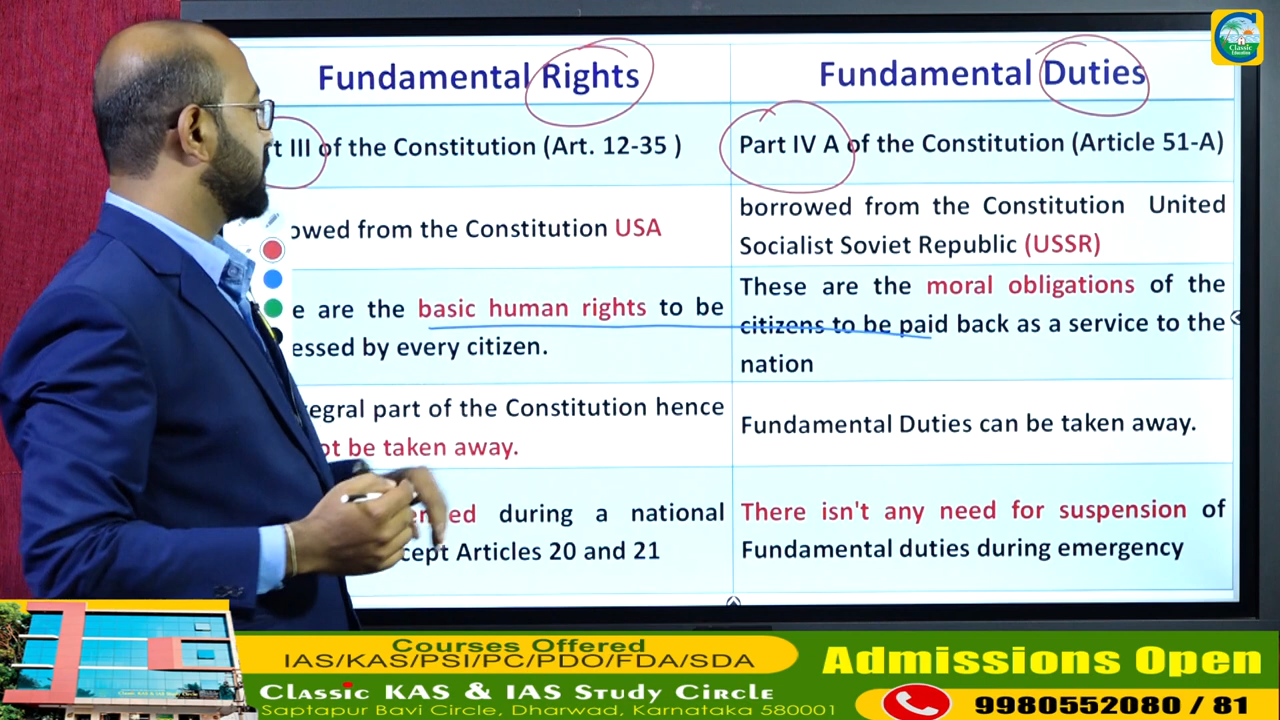 Classic
Education
Fundamental Rights
Fundamental Duties
III of the Constitution (Art. 12-35 )
Part IV A of the Constitution (Article 51-A)
from the Constitution USA
borrowed from the Constitution United
Socialist Soviet Republic (USSR)
are the basic human rights to be
by every citizen.
These are the moral obligations of the
citizens to be paid back as a service to the
nation
part of the Constitution hence
be taken away.
Fundamental Duties can be taken away.
during a national
Articles 20 and 21
There isn't any need for suspension of
Fundamental duties during emergency
Courses Offered
IAS/KAS/PSI/PC/PDO/FDA/SDA
Classic KAS & IAS Study Circle
Saptapur Bavi Circle, Dharwad, Karnataka 580001
Admissions Open
9980552080 / 81